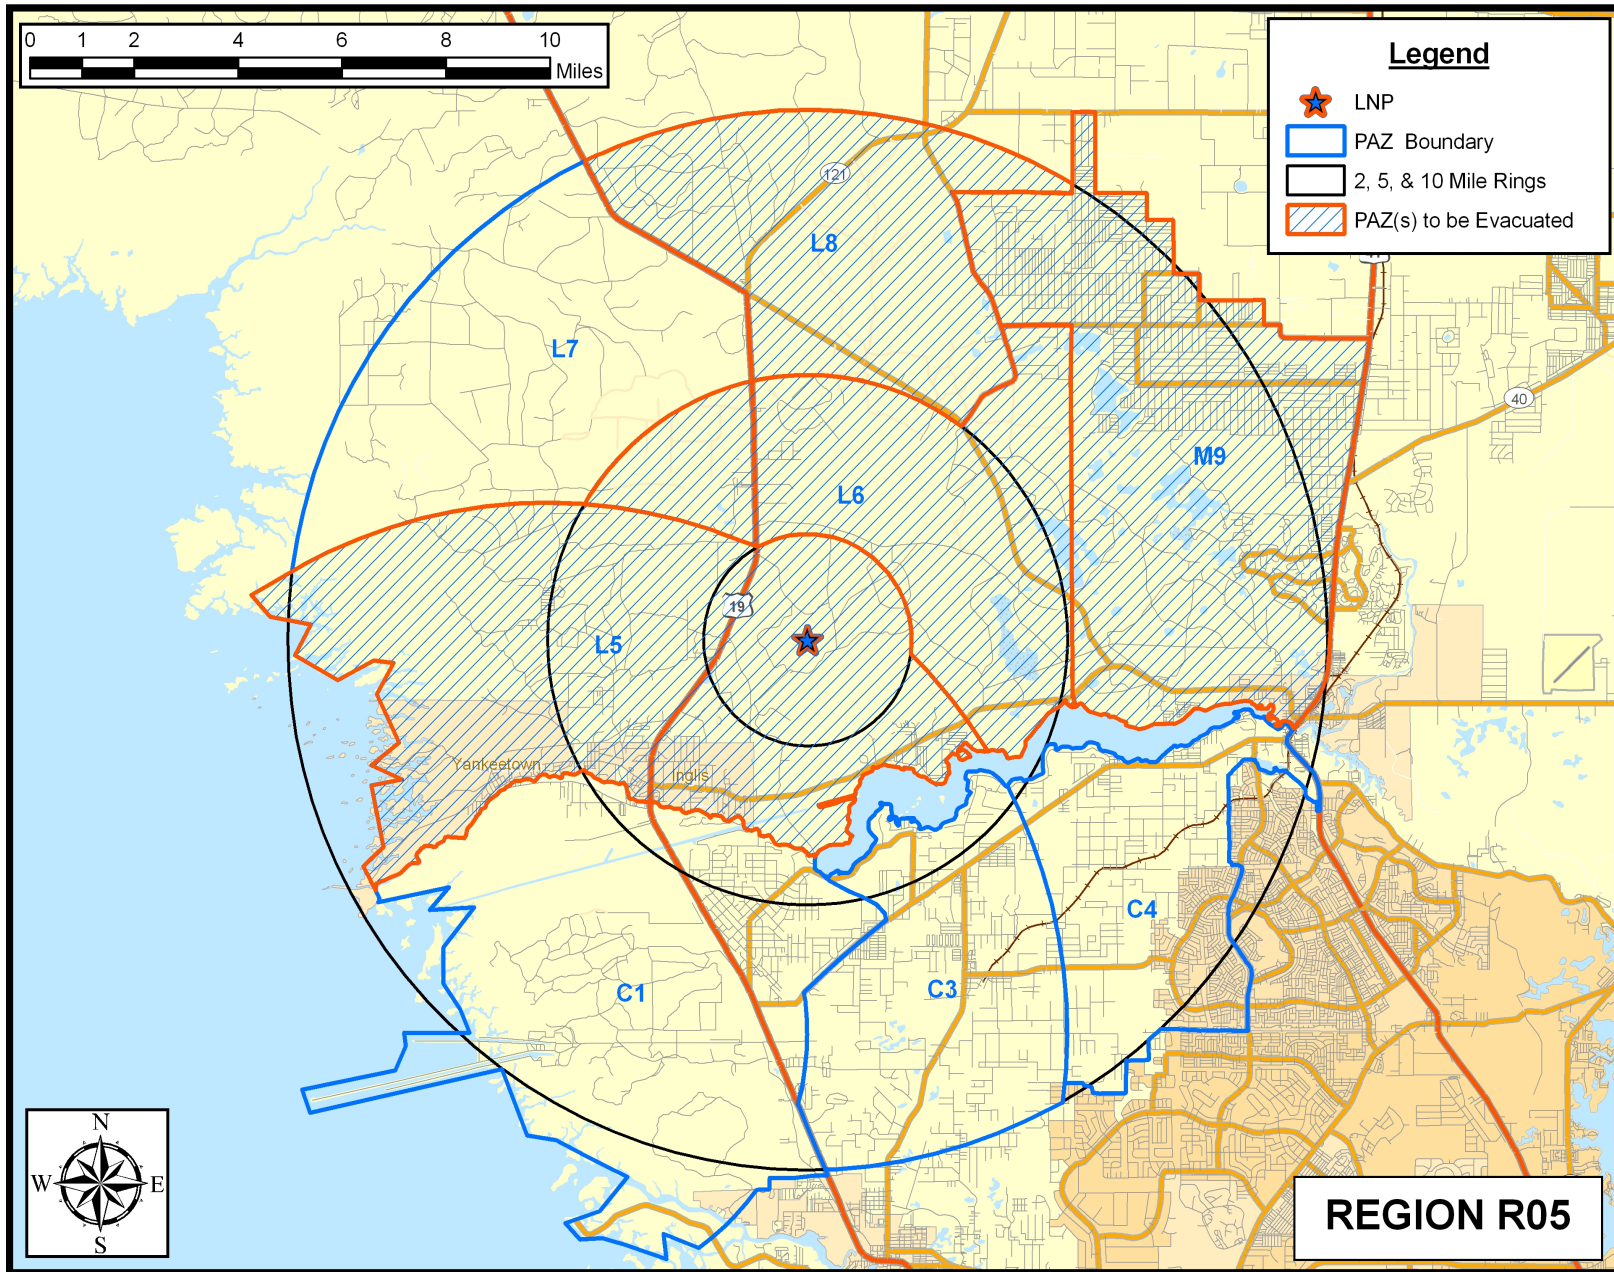 0 1 2 4 6 8 10
Miles
Legend
LNP
PAZ Boundary
2, 5, & 10 Mile Rings
PAZ(s) to be Evacuated
121
L8
L7
40
M9
L6
19
L5
Yankeetown
Inglis
C4
C3
C1
N
W E
S
REGION R05